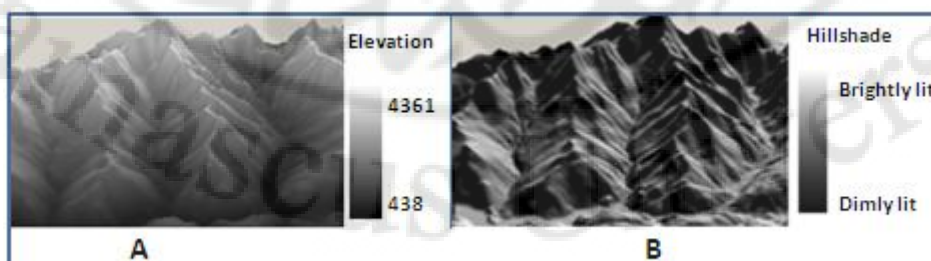 Elevation
4361
438
A
Hillshade
Brightly lit
Dimly lit
B